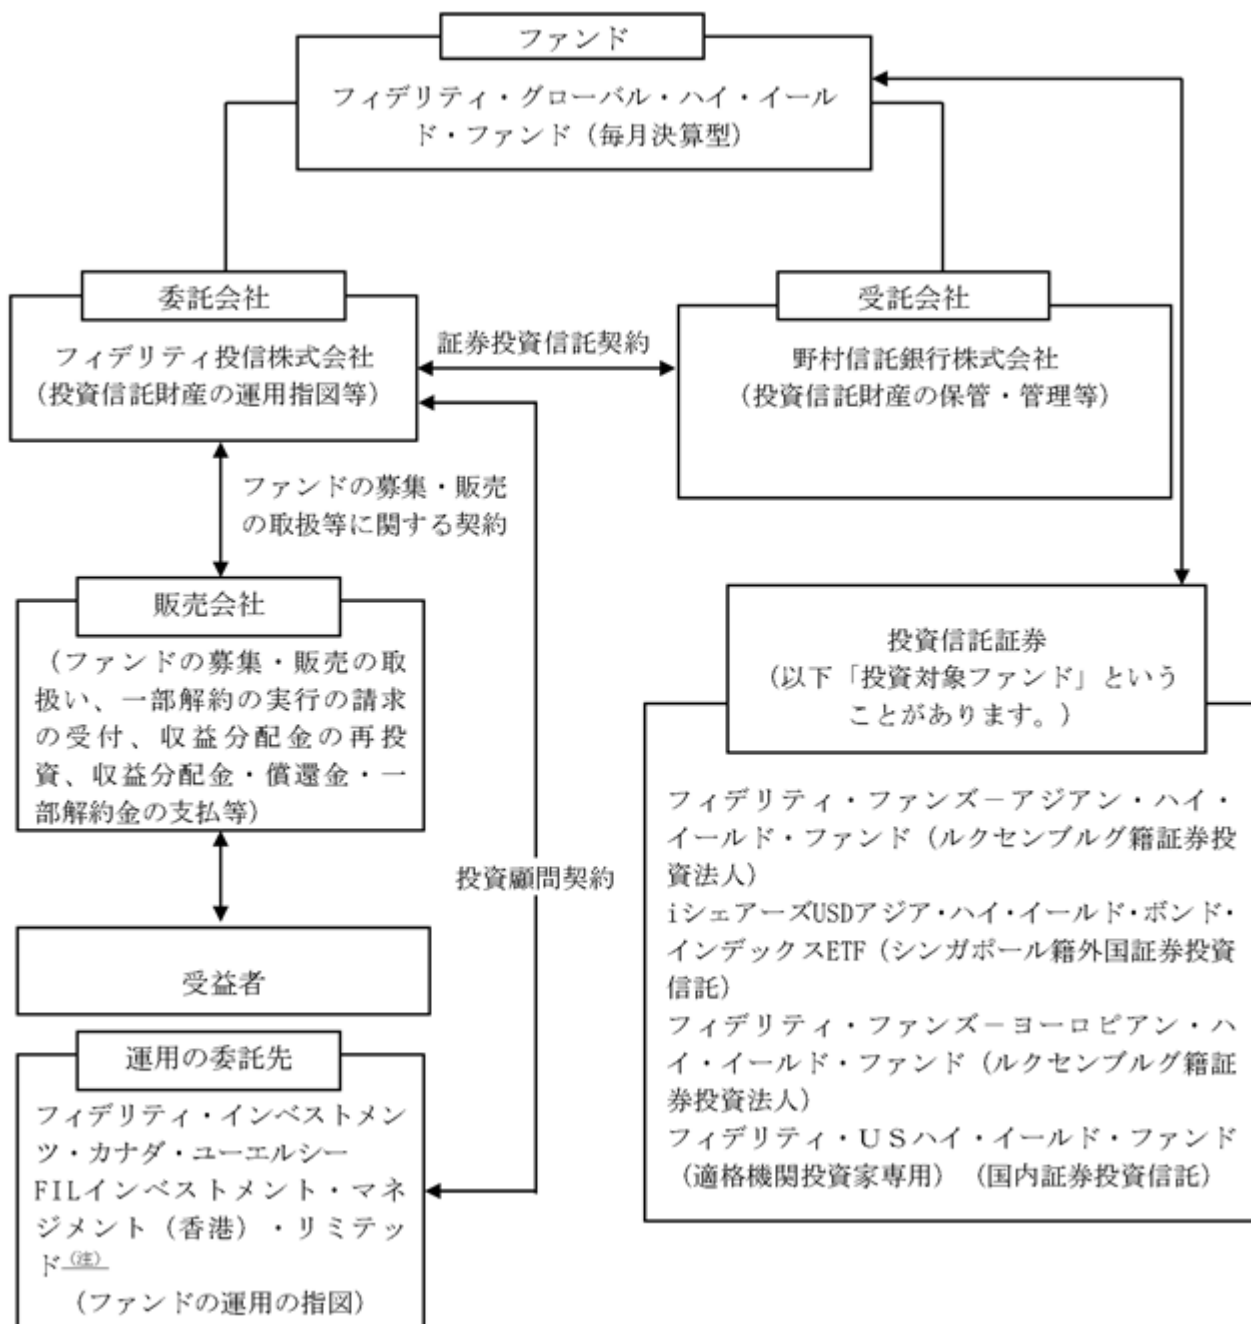 ファンド
フィデリティ・グローバル・ハイ・イール
ド・ファンド（毎月決算型）
委託会社
フィデリティ投信株式会社
（投資信託財産の運用指図等）
証券投資信託契約
受託会社
野村信託銀行株式会社
（投資信託財産の保管・管理等）
ファンドの募集・販売
の取扱等に関する契約
販売会社
（ファンドの募集・販売の取
扱い、一部解約の実行の請求
の受付、収益分配金の再投
資、収益分配金・償還金・一
部解約金の支払等）
投資顧問契約
受益者
運用の委託先
フィデリティ・インベストメン
ツ・カナダ・ユーエルシー
FILインベストメント・マネ
ジメント（香港）・リミテッ
ド（注）
（ファンドの運用の指図）
投資信託証券
（以下「投資対象ファンド」という
ことがあります。）
フィデリティ・ファンズ－アジアン・ハイ・
イールド・ファンド（ルクセンブルグ籍証券投
資法人）
iシェアーズUSDアジア・ハイ・イールド・ボンド・
インデックスETF（シンガポール籍外国証券投資
信託）
フィデリティ・ファンズ－ヨーロピアン・ハ
イ・イールド・ファンド（ルクセンブルグ籍証
券投資法人）
フィデリティ・ＵＳハイ・イールド・ファンド
（適格機関投資家専用）（国内証券投資信託）